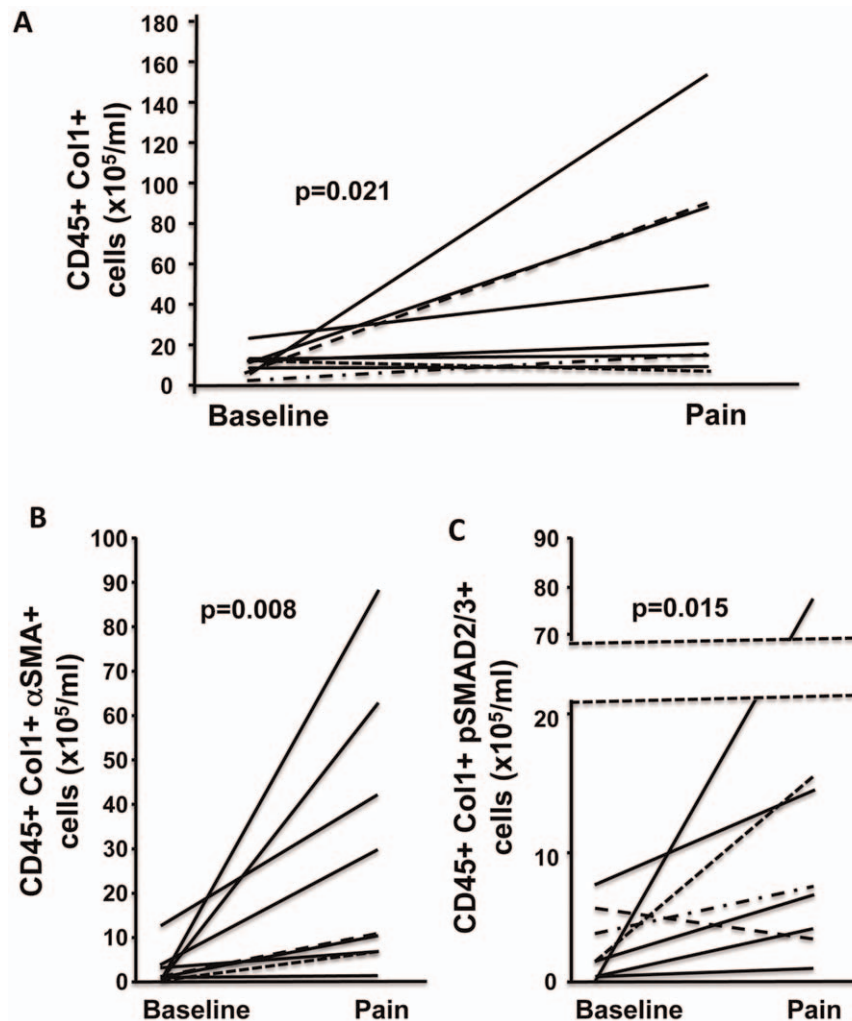 A
CD45+ Col1+
cells (x10⁵/ml)
180
160
140
120
100
80
60
40
20
0
p=0.021
Baseline
Pain
B
CD45+ Col1+ αSMA+
cells (x10⁵/ml)
100
90
80
70
60
50
40
30
20
10
0
p=0.008
Baseline
Pain
C
CD45+ Col1+ pSMAD2/3+
cells (x10⁵/ml)
90
80
70
20
10
0
p=0.015
Baseline
Pain